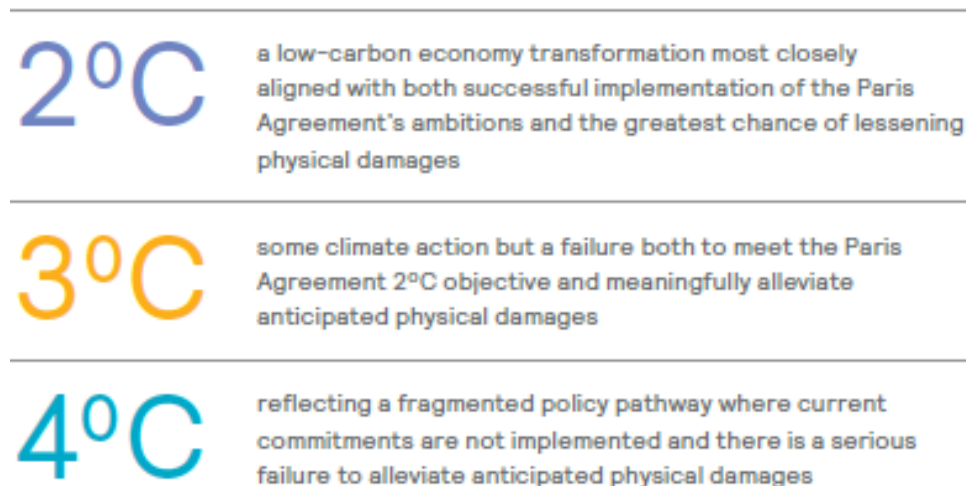 2ºC
a low-carbon economy transformation most closely
aligned with both successful implementation of the Paris
Agreement's ambitions and the greatest chance of lessening
physical damages
3ºC
some climate action but a failure both to meet the Paris
Agreement 2ºC objective and meaningfully alleviate
anticipated physical damages
4ºC
reflecting a fragmented policy pathway where current
commitments are not implemented and there is a serious
failure to alleviate anticipated physical damages